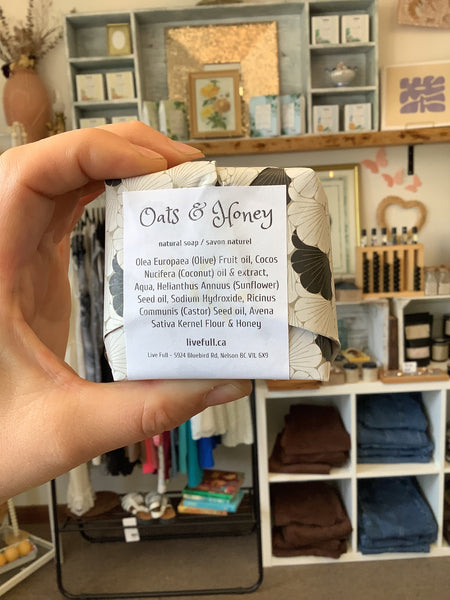 Oats & Honey
natural soap / savon naturel
Olea Europaea (Olive) Fruit oil, Cocos
Nucifera (Coconut) oil & extract,
Aqua, Helianthus Annuus (Sunflower)
Seed oil, Sodium Hydroxide, Ricinus
Communis (Castor) Seed oil, Avena
Sativa Kernel Flour & Honey
livefull.ca
Live Full - 5924 Bluebird Rd, Nelson BC V1L 6X9